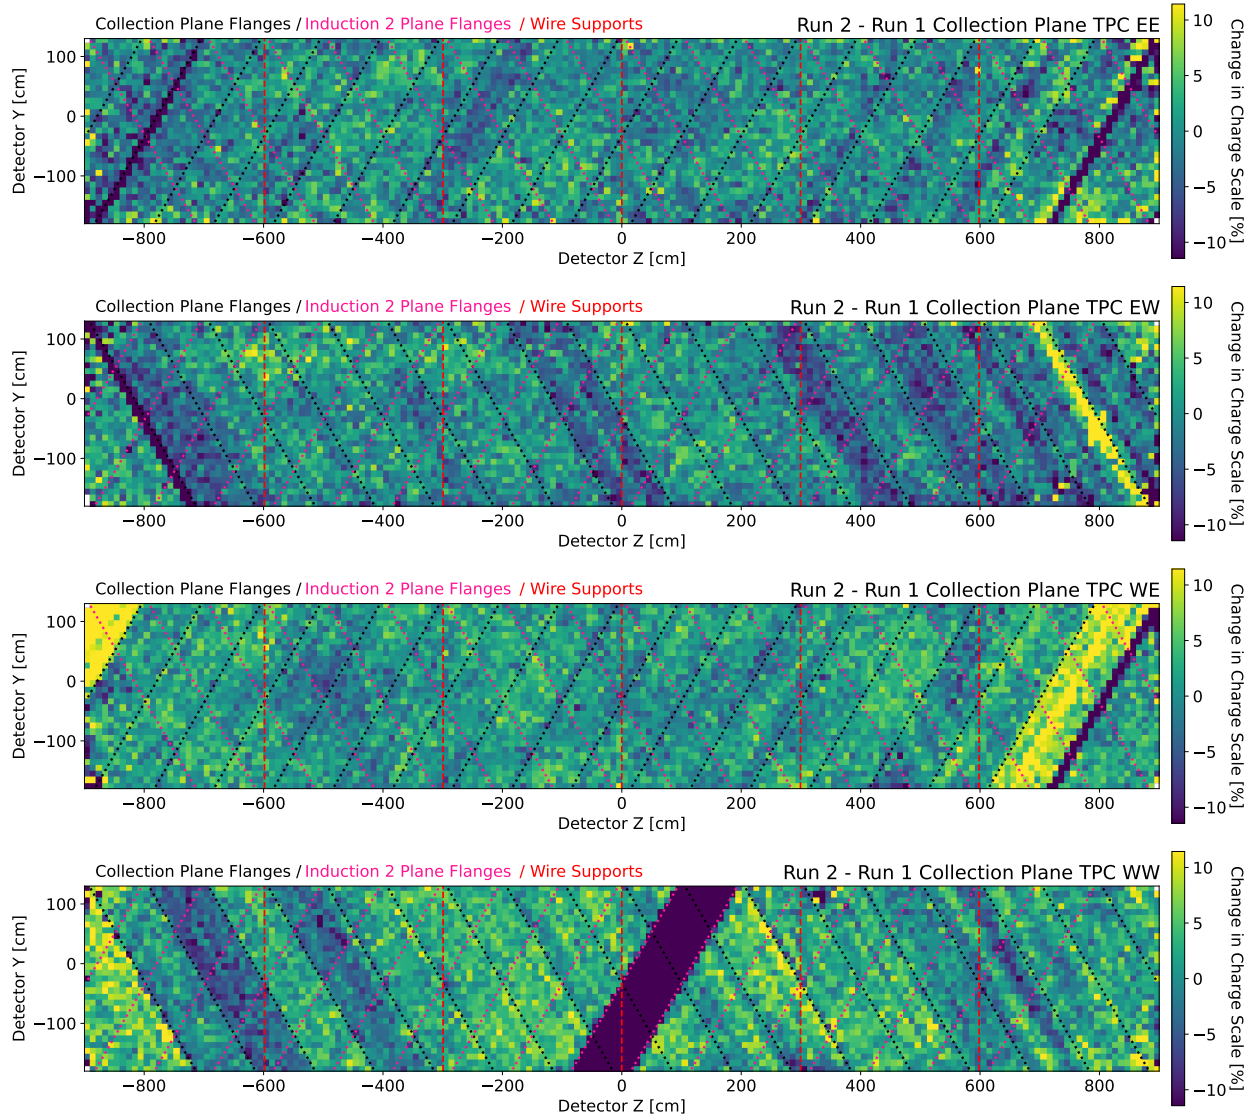 Collection Plane Flanges / Induction 2 Plane Flanges / Wire Supports Run 2 - Run 1 Collection Plane TPC EE
100
0
−100
Detector Y [cm]
−800 −600 −400 −200 0 200 400 600 800
Detector Z [cm]
10
5
0
−5
−10
Change in Charge Scale [%]
Collection Plane Flanges / Induction 2 Plane Flanges / Wire Supports Run 2 - Run 1 Collection Plane TPC EW
100
0
−100
Detector Y [cm]
−800 −600 −400 −200 0 200 400 600 800
Detector Z [cm]
10
5
0
−5
−10
Change in Charge Scale [%]
Collection Plane Flanges / Induction 2 Plane Flanges / Wire Supports Run 2 - Run 1 Collection Plane TPC WE
100
0
−100
Detector Y [cm]
−800 −600 −400 −200 0 200 400 600 800
Detector Z [cm]
10
5
0
−5
−10
Change in Charge Scale [%]
Collection Plane Flanges / Induction 2 Plane Flanges / Wire Supports Run 2 - Run 1 Collection Plane TPC WW
100
0
−100
Detector Y [cm]
−800 −600 −400 −200 0 200 400 600 800
Detector Z [cm]
10
5
0
−5
−10
Change in Charge Scale [%]